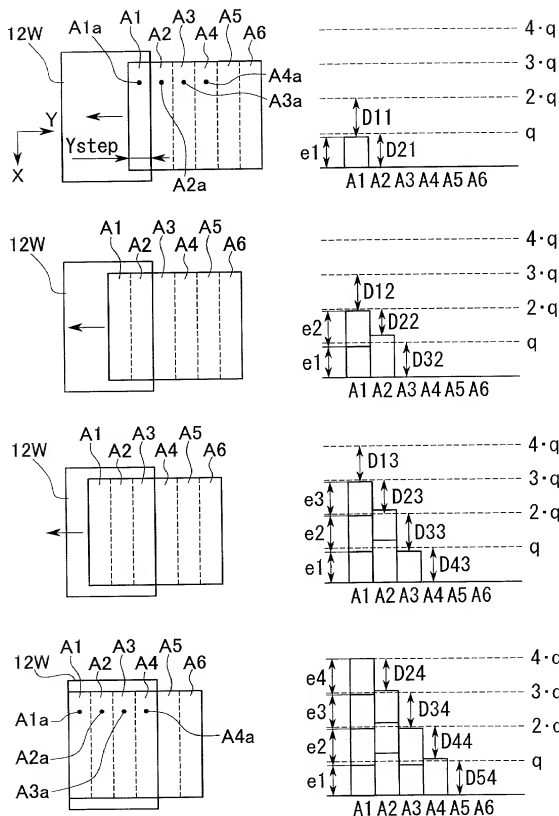 12W A1 A2 A3 A4 A5 A6
A1a A4a
A3a
Y
Ystep
X
A2a
4·q
3·q
2·q
D11
q
e1 D21
A1 A2 A3 A4 A5 A6
12W A1 A2 A3 A4 A5 A6
4·q
3·q
D12
2·q
e2 D22
q
e1 D32
A1 A2 A3 A4 A5 A6
12W A1 A2 A3 A4 A5 A6
4·q
D13
3·q
e3 D23
2·q
e2 D33
q
e1 D43
A1 A2 A3 A4 A5 A6
12W A1 A2 A3 A4 A5 A6
A1a
A4a
A2a
A3a
4·q
e4 D24
3·q
e3 D34
2·q
e2 D44
q
e1 D54
A1 A2 A3 A4 A5 A6